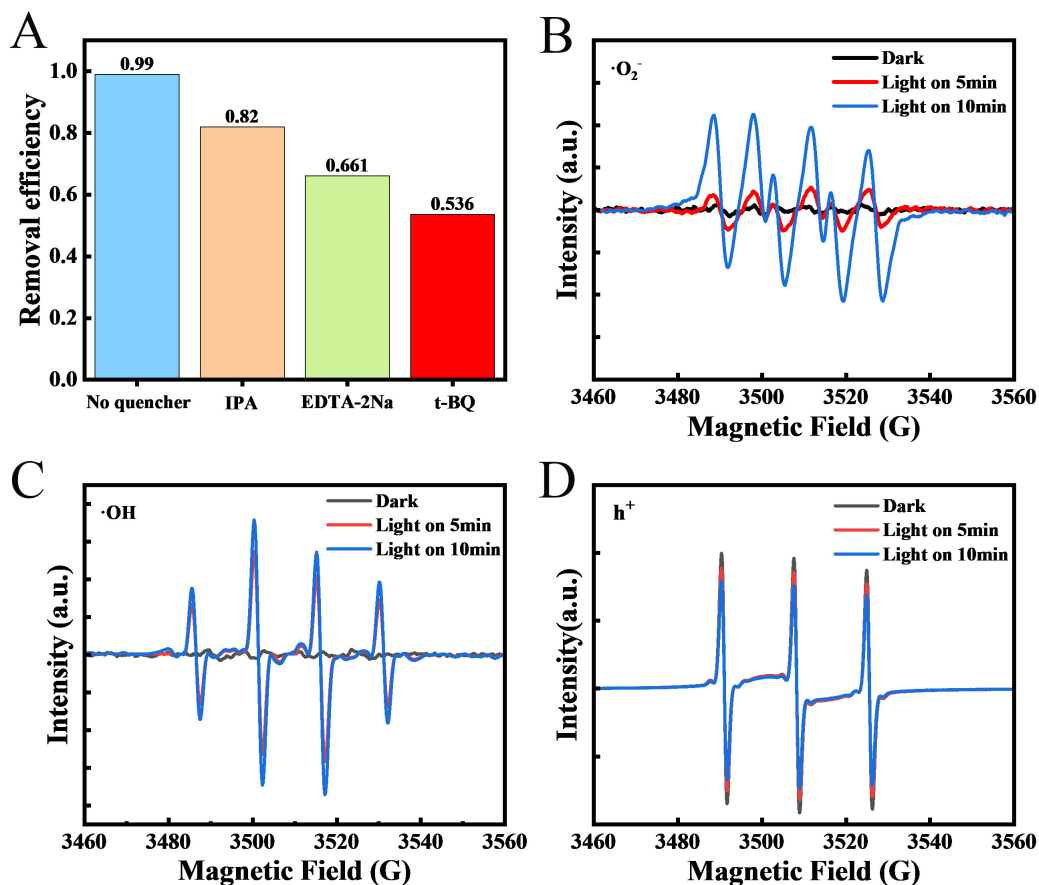 A
Removal efficiency
1.0
0.8
0.6
0.4
0.2
0.0
0.99
0.82
0.661
0.536
No quencher
IPA
EDTA-2Na
t-BQ
B
·O₂⁻
Dark
Light on 5min
Light on 10min
Intensity (a.u.)
3460
3480
3500
3520
3540
3560
Magnetic Field (G)
C
·OH
Dark
Light on 5min
Light on 10min
Intensity (a.u.)
3460
3480
3500
3520
3540
3560
Magnetic Field (G)
D
h⁺
Dark
Light on 5min
Light on 10min
Intensity(a.u.)
3460
3480
3500
3520
3540
3560
Magnetic Field (G)